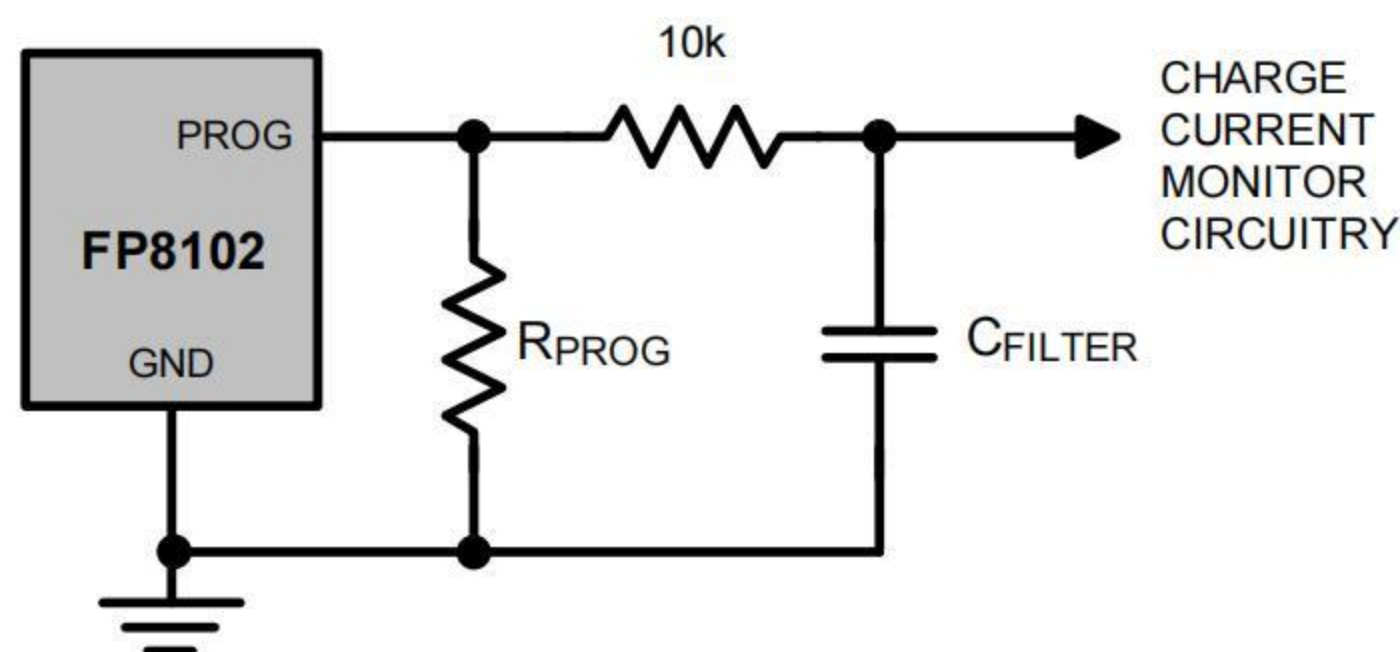 10k
CHARGE
CURRENT
MONITOR
CIRCUITRY
PROG
FP8102
GND
RPROG
CFILTER